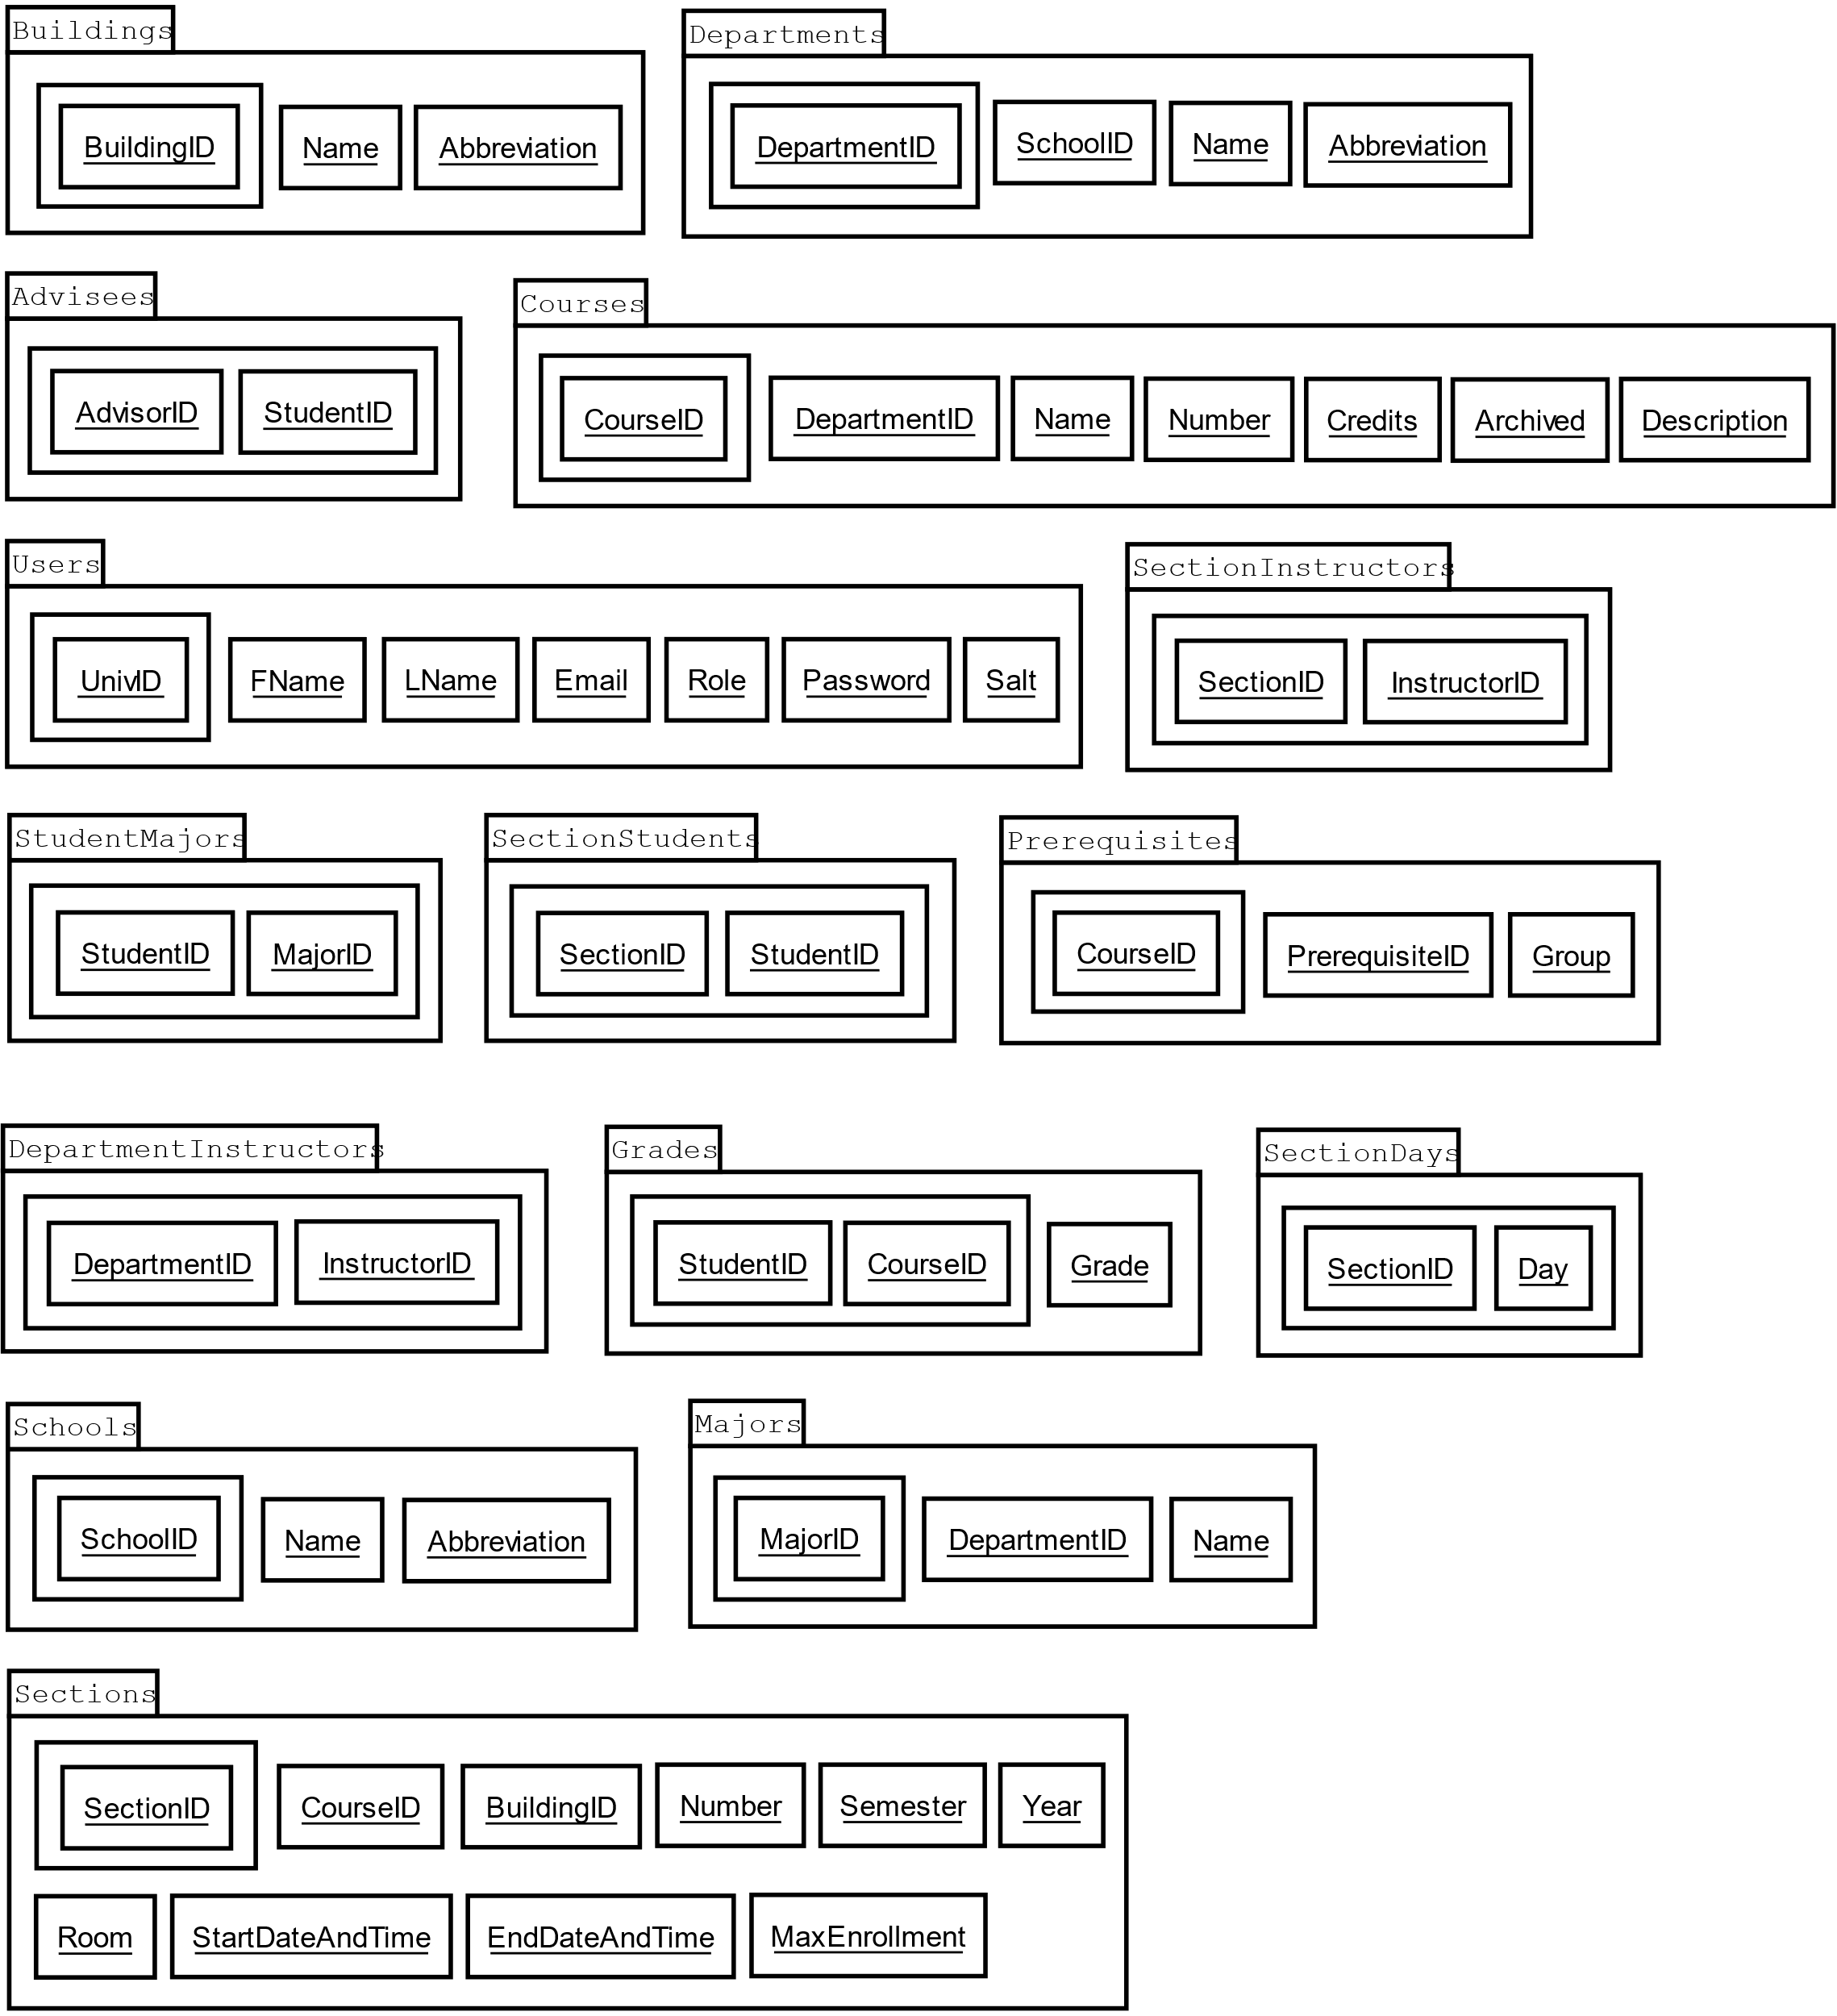 Buildings
BuildingID Name Abbreviation
Departments
DepartmentID SchoolID Name Abbreviation
Advisees
AdvisorID StudentID
Courses
CourseID DepartmentID Name Number Credits Archived Description
Users
UnivID FName LName Email Role Password Salt
SectionInstructors
SectionID InstructorID
StudentMajors
StudentID MajorID
SectionStudents
SectionID StudentID
Prerequisites
CourseID PrerequisiteID Group
DepartmentInstructors
DepartmentID InstructorID
Grades
StudentID CourseID Grade
SectionDays
SectionID Day
Schools
SchoolID Name Abbreviation
Majors
MajorID DepartmentID Name
Sections
SectionID CourseID BuildingID Number Semester Year
Room StartDateAndTime EndDateAndTime MaxEnrollment